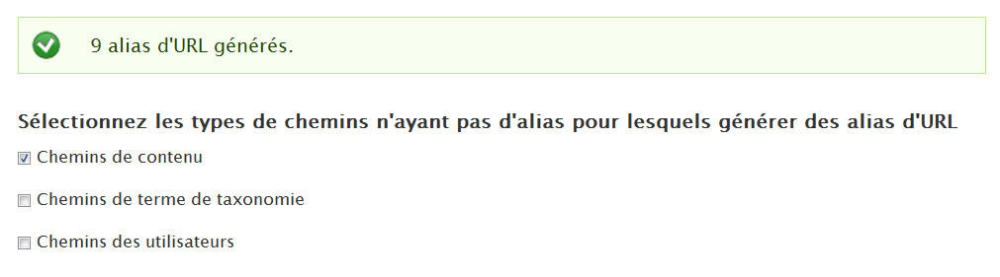 9 alias d'URL générés.
Sélectionnez les types de chemins n'ayant pas d'alias pour lesquels générer des alias d'URL
Chemins de contenu
Chemins de terme de taxonomie
Chemins des utilisateurs